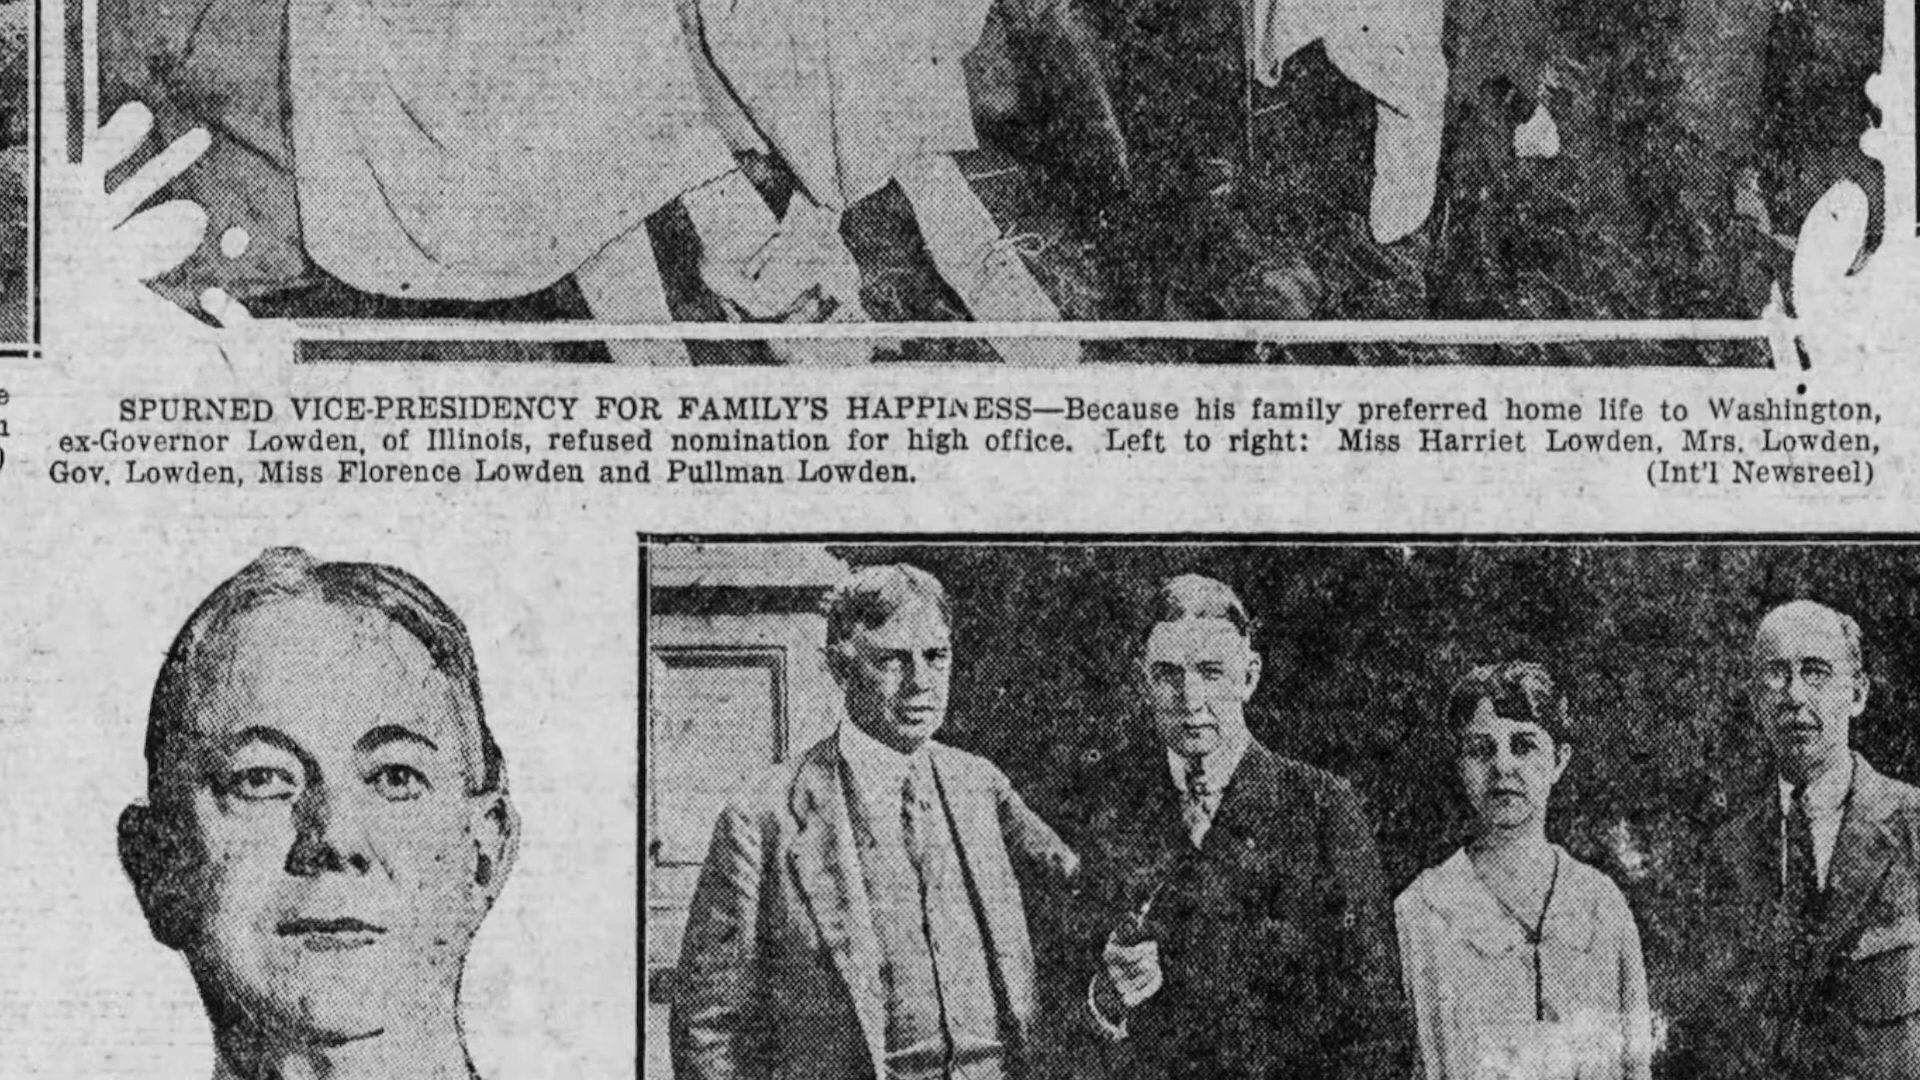 SPURNED VICE-PRESIDENCY FOR FAMILY'S HAPPINESS—Because his family preferred home life to Washington,
ex-Governor Lowden, of Illinois, refused nomination for high office. Left to right: Miss Harriet Lowden, Mrs. Lowden,
Gov. Lowden, Miss Florence Lowden and Pullman Lowden. (Int'l Newsreel)